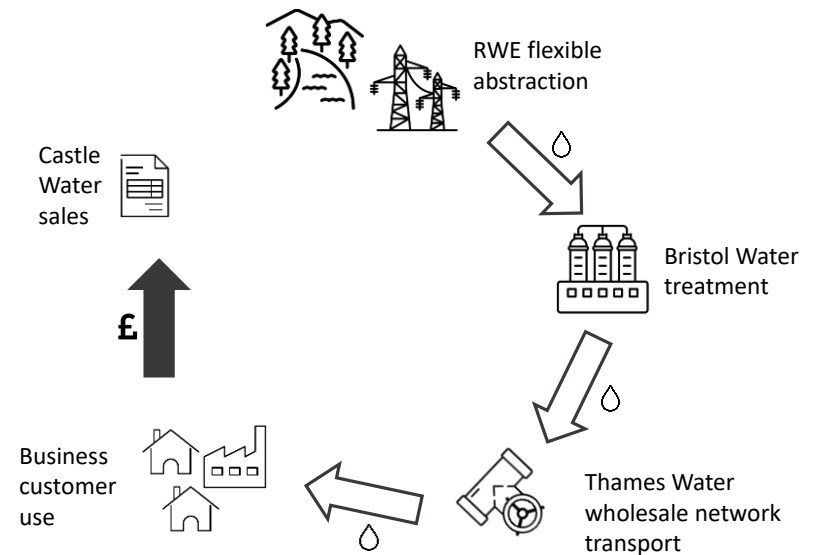 RWE flexible
abstraction
Castle
Water
sales
Bristol Water
treatment
£
Business
customer
use
Thames Water
wholesale network
transport